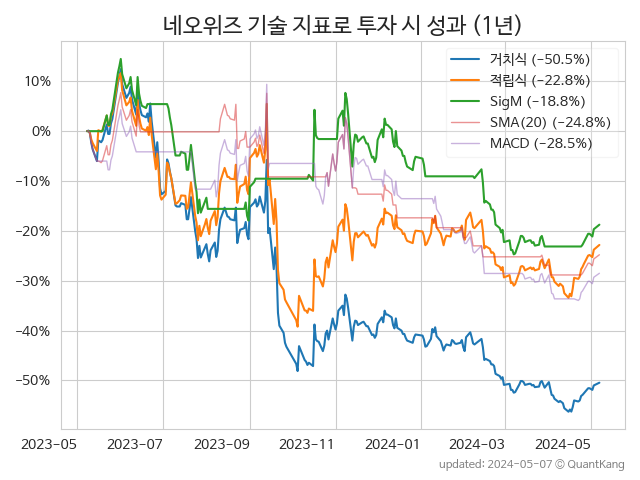 네오위즈 기술 지표로 투자 시 성과 (1년)
거치식 (−50.5%)
적립식 (−22.8%)
SigM (−18.8%)
SMA(20) (−24.8%)
MACD (−28.5%)
10%
0%
−10%
−20%
−30%
−40%
−50%
2023−05 2023−07 2023−09 2023−11 2024−01 2024−03 2024−05
updated: 2024−05−07 © QuantKang